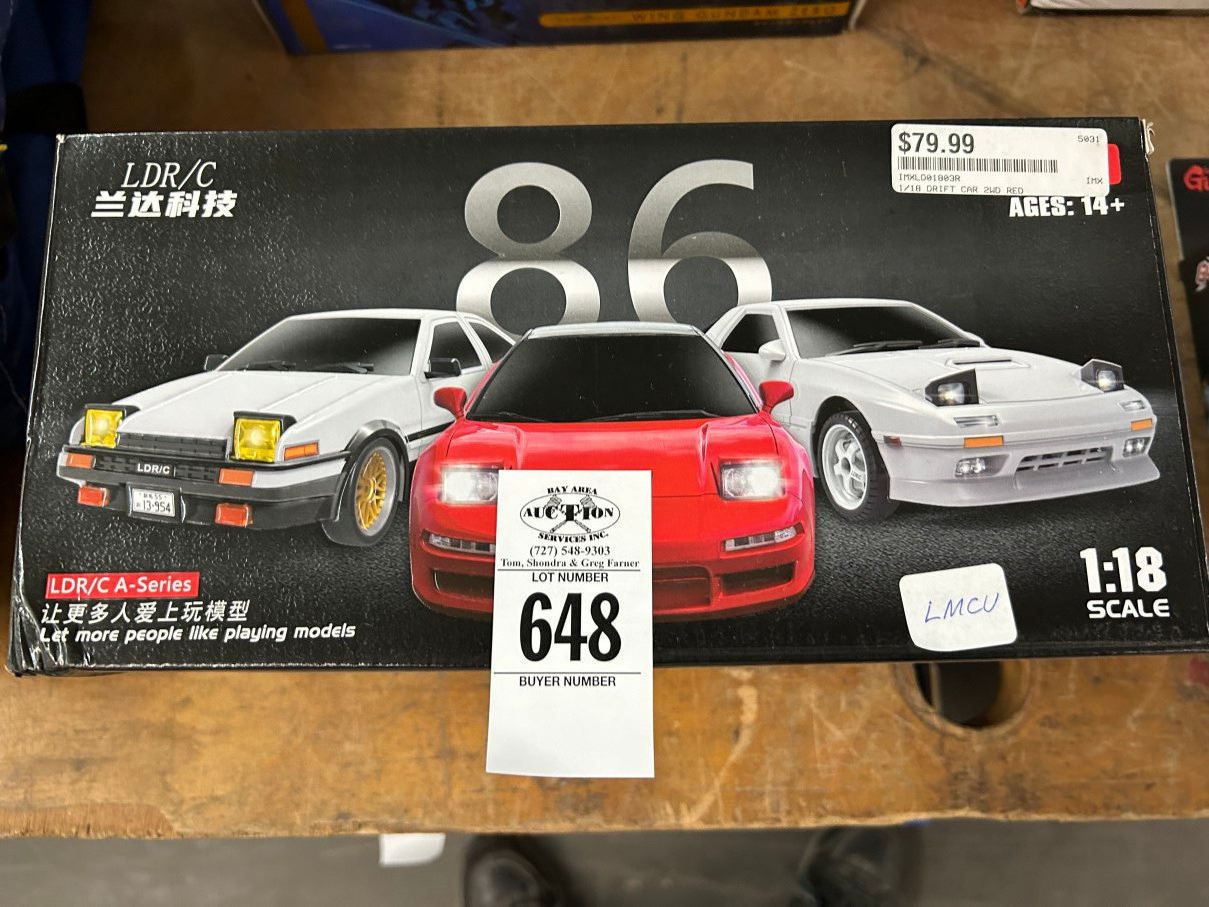 WING GUNDAM ZERO
LDR/C
兰达科技
86
$79.99
5031
IMXLD01803R
IMX
1/18 DRIFT CAR 2WD RED
AGES: 14+
LDR/C
13-954
LDR/C A-Series
让更多人爱上玩模型
Let more people like playing models
BAY AREA
AUCTION
SERVICES INC.
(727) 548-9303
Tom, Shondra & Greg Farner
LOT NUMBER
648
BUYER NUMBER
LMCU
1:18
SCALE